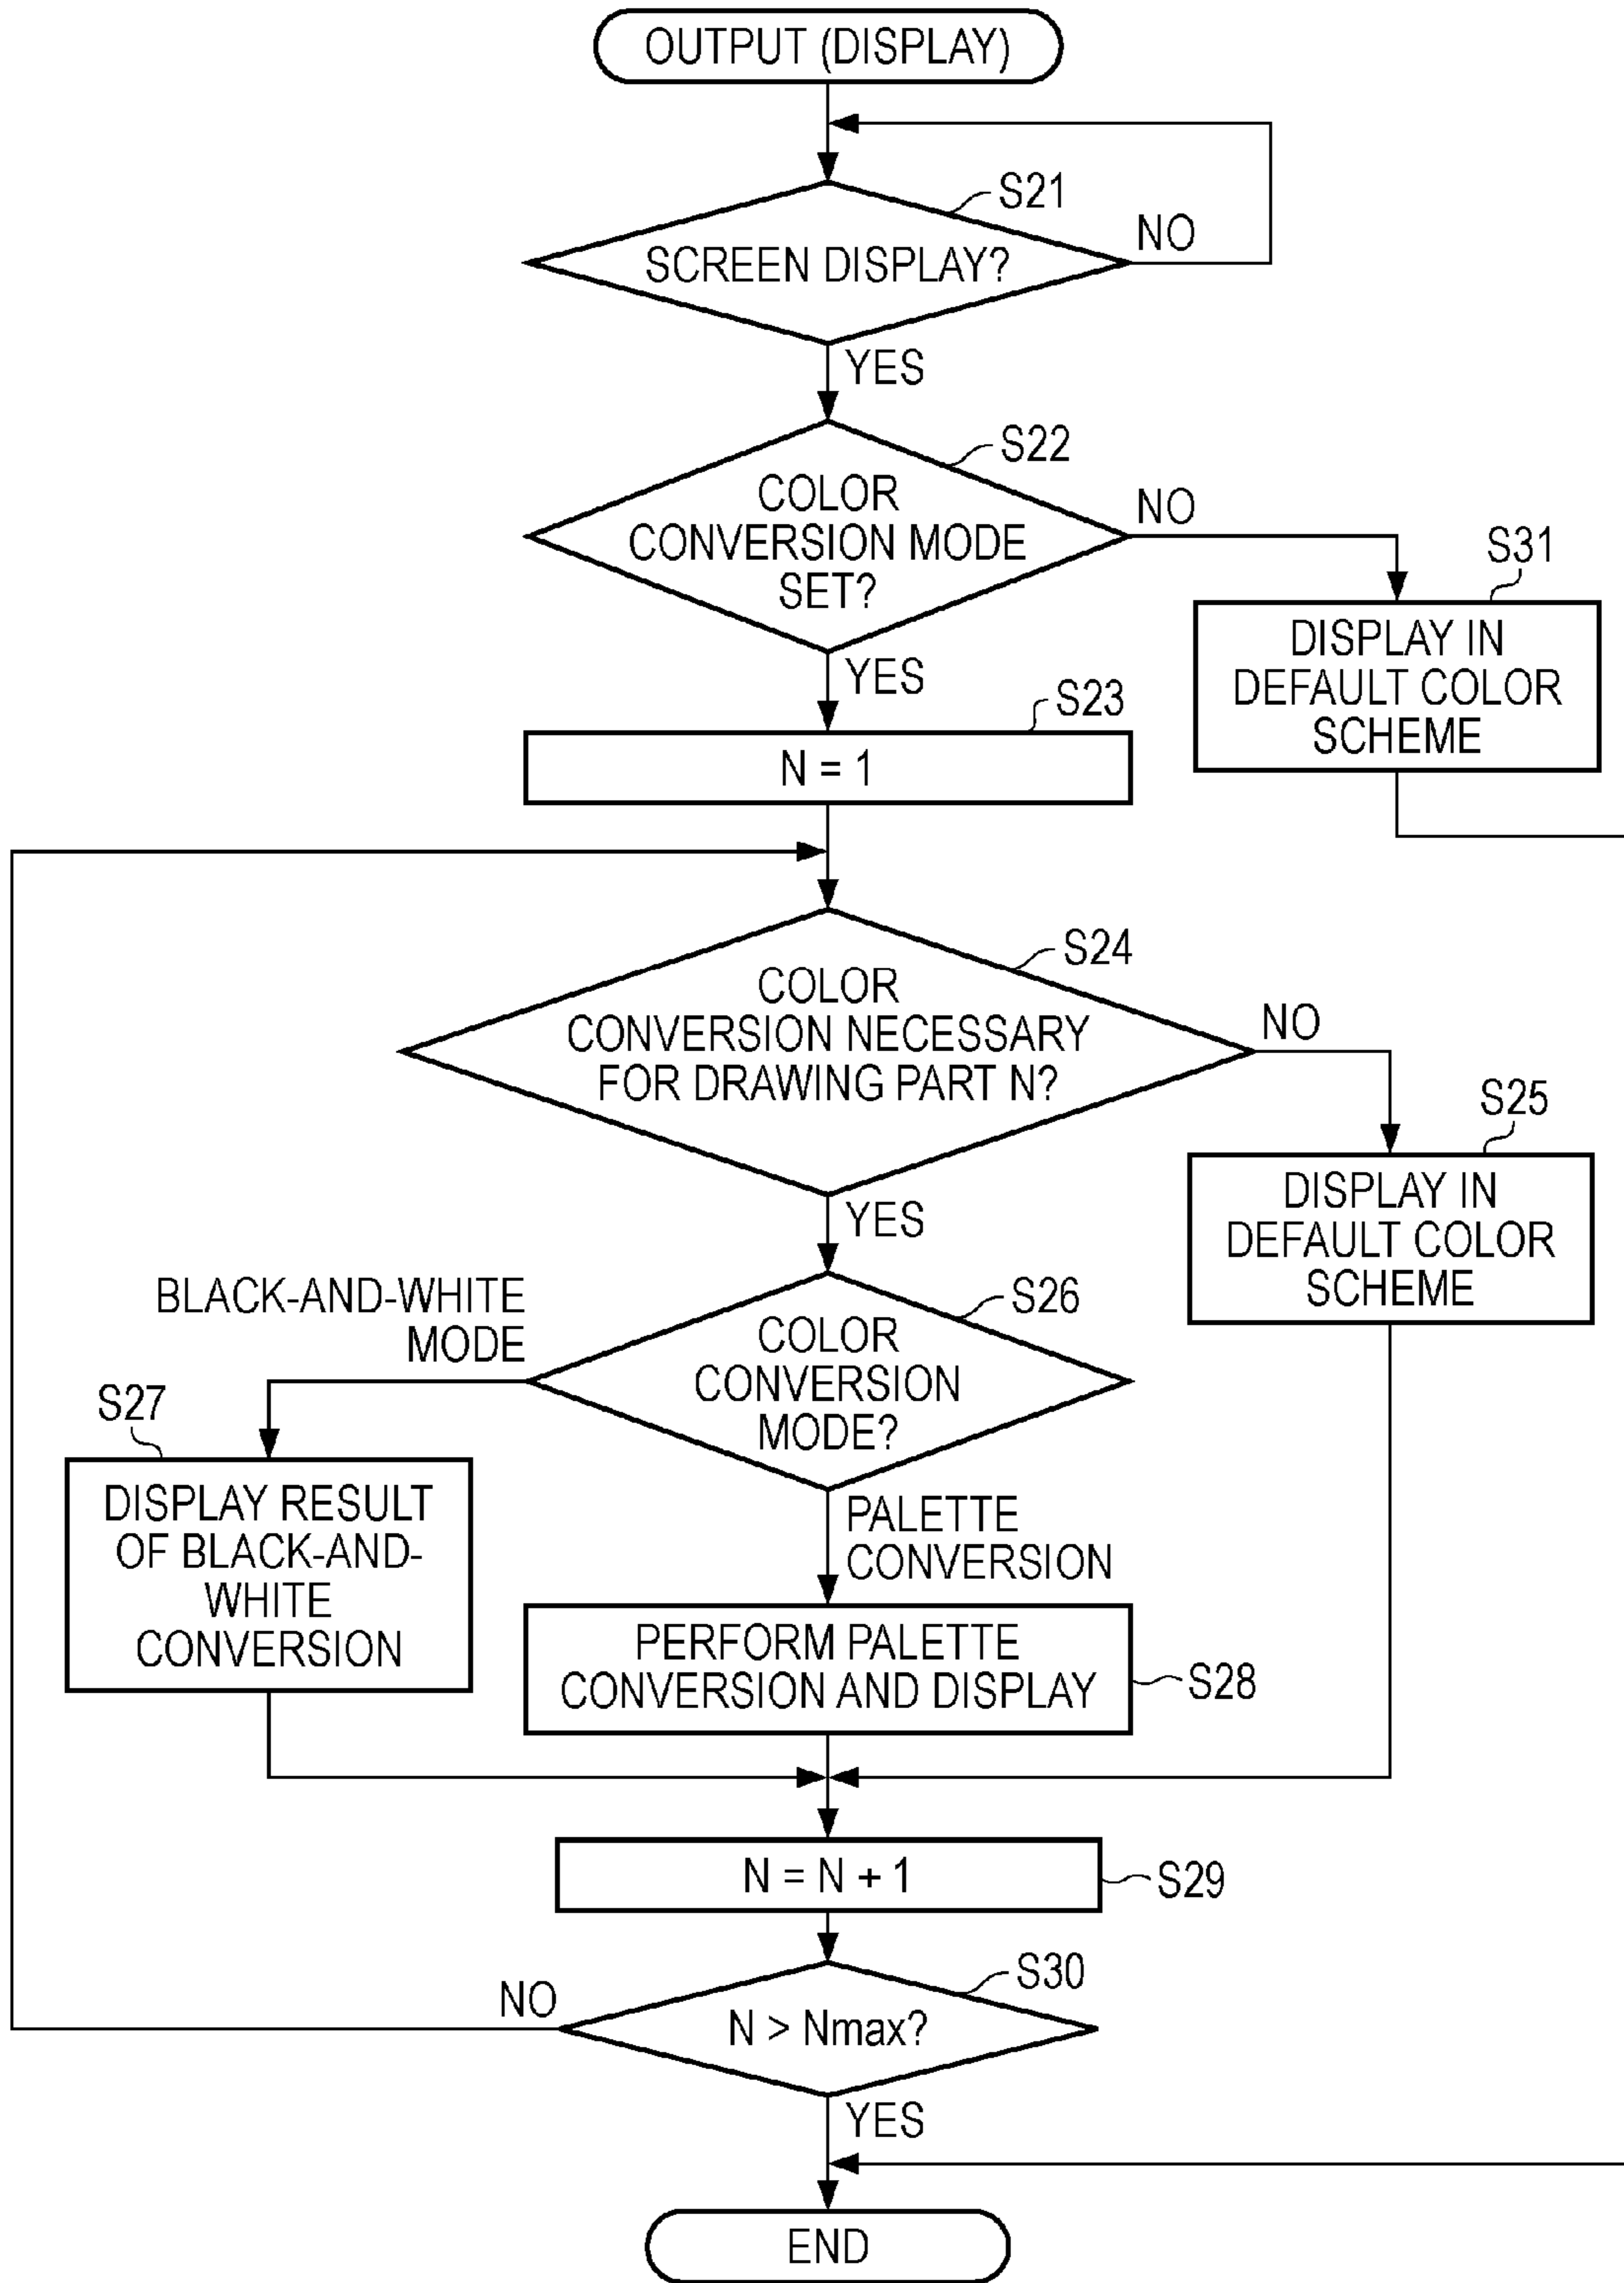 OUTPUT (DISPLAY)
S21
SCREEN DISPLAY?
NO
YES
S22
COLOR
CONVERSION MODE
SET?
NO
S31
DISPLAY IN
DEFAULT COLOR
SCHEME
YES
S23
N = 1
S24
COLOR
CONVERSION NECESSARY
FOR DRAWING PART N?
NO
S25
DISPLAY IN
DEFAULT COLOR
SCHEME
YES
S26
COLOR
CONVERSION
MODE?
BLACK-AND-WHITE
MODE
S27
DISPLAY RESULT
OF BLACK-AND-
WHITE
CONVERSION
PALETTE
CONVERSION
PERFORM PALETTE
CONVERSION AND DISPLAY
S28
N = N + 1
S29
S30
N > Nmax?
NO
YES
END